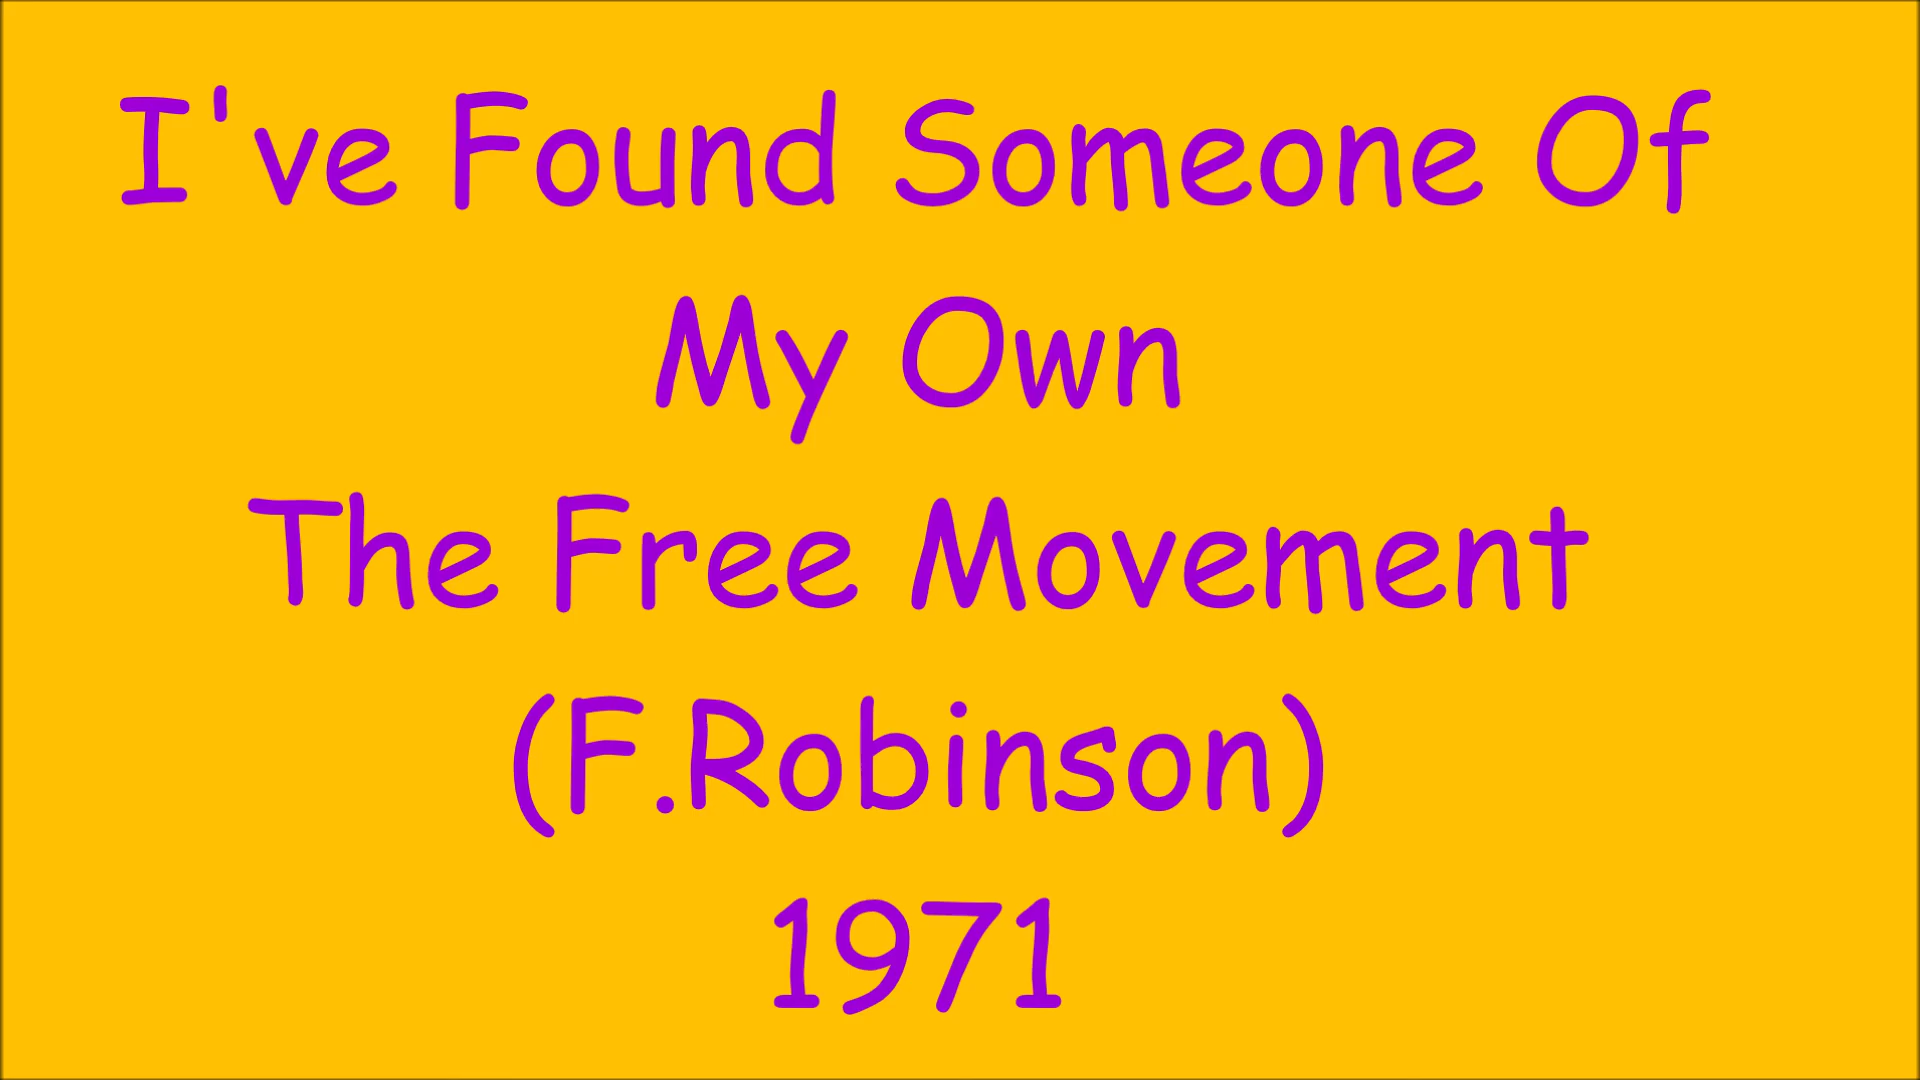 I've Found Someone Of
My Own
The Free Movement
(F.Robinson)
1971